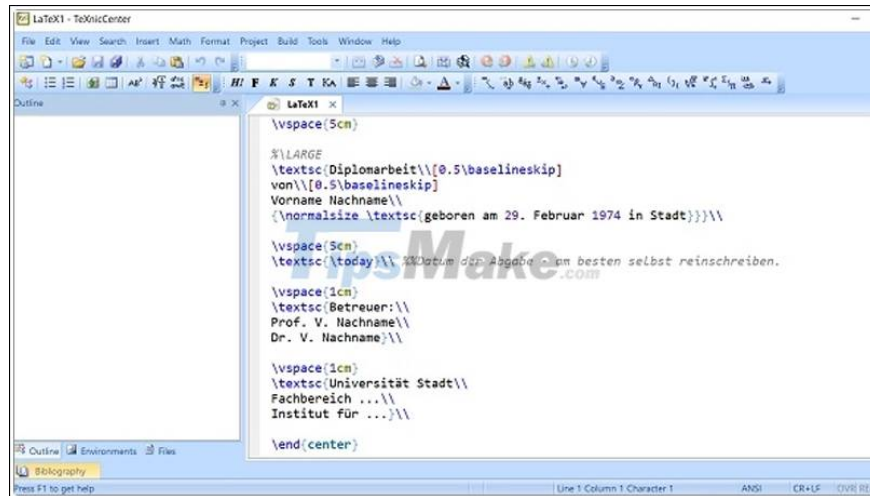 LaTeX1 - TeXnicCenter
File Edit View Search Insert Math Format Project Build Tools Window Help
H! F K S T KA
Outline
LaTeX1
\vspace{5cm}
%\LARGE
\textsc{Diplomarbeit\\[0.5\baselineskip]
von\\[0.5\baselineskip]
Vorname Nachname\\
{\normalsize \textsc{geboren am 29. Februar 1974 in Stadt}}}\\
\vspace{5cm}
\textsc{\today}\\ %%Datum der Abgabe - am besten selbst reinschreiben.
TipsMake.com
\vspace{1cm}
\textsc{Betreuer:\\
Prof. V. Nachname\\
Dr. V. Nachname}\\
\vspace{1cm}
\textsc{Universität Stadt\\
Fachbereich ...\\
Institut für ...}\\
\end{center}
Outline Environments Files
Bibliography
Press F1 to get help Line 1 Column 1 Character 1 ANSI CR+LF OVR RE